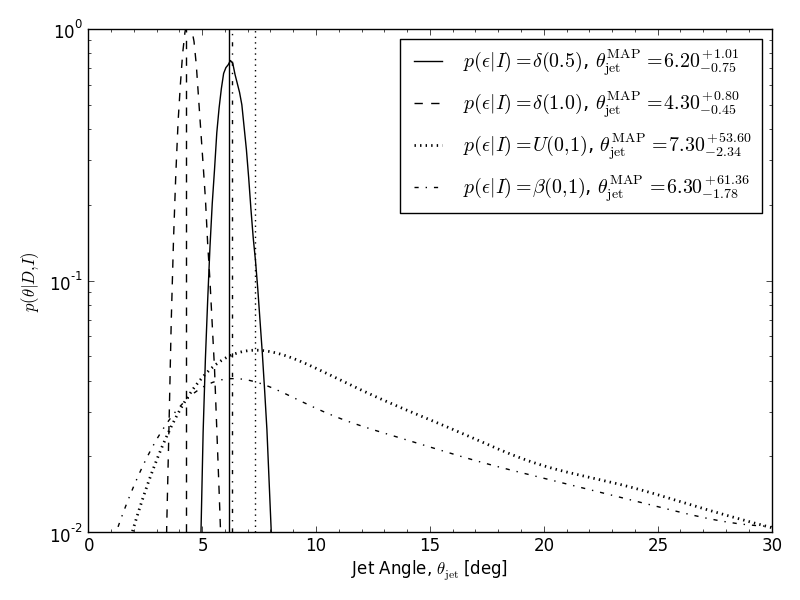 p(ϵ|I) = δ(0.5), θ_jet^MAP = 6.20^{+1.01}_{-0.75}
p(ϵ|I) = δ(1.0), θ_jet^MAP = 4.30^{+0.80}_{-0.45}
p(ϵ|I) = U(0,1), θ_jet^MAP = 7.30^{+53.60}_{-2.34}
p(ϵ|I) = β(0,1), θ_jet^MAP = 6.30^{+61.36}_{-1.78}
10^0
10^{-1}
10^{-2}
p(θ|D,I)
0 5 10 15 20 25 30
Jet Angle, θ_jet [deg]